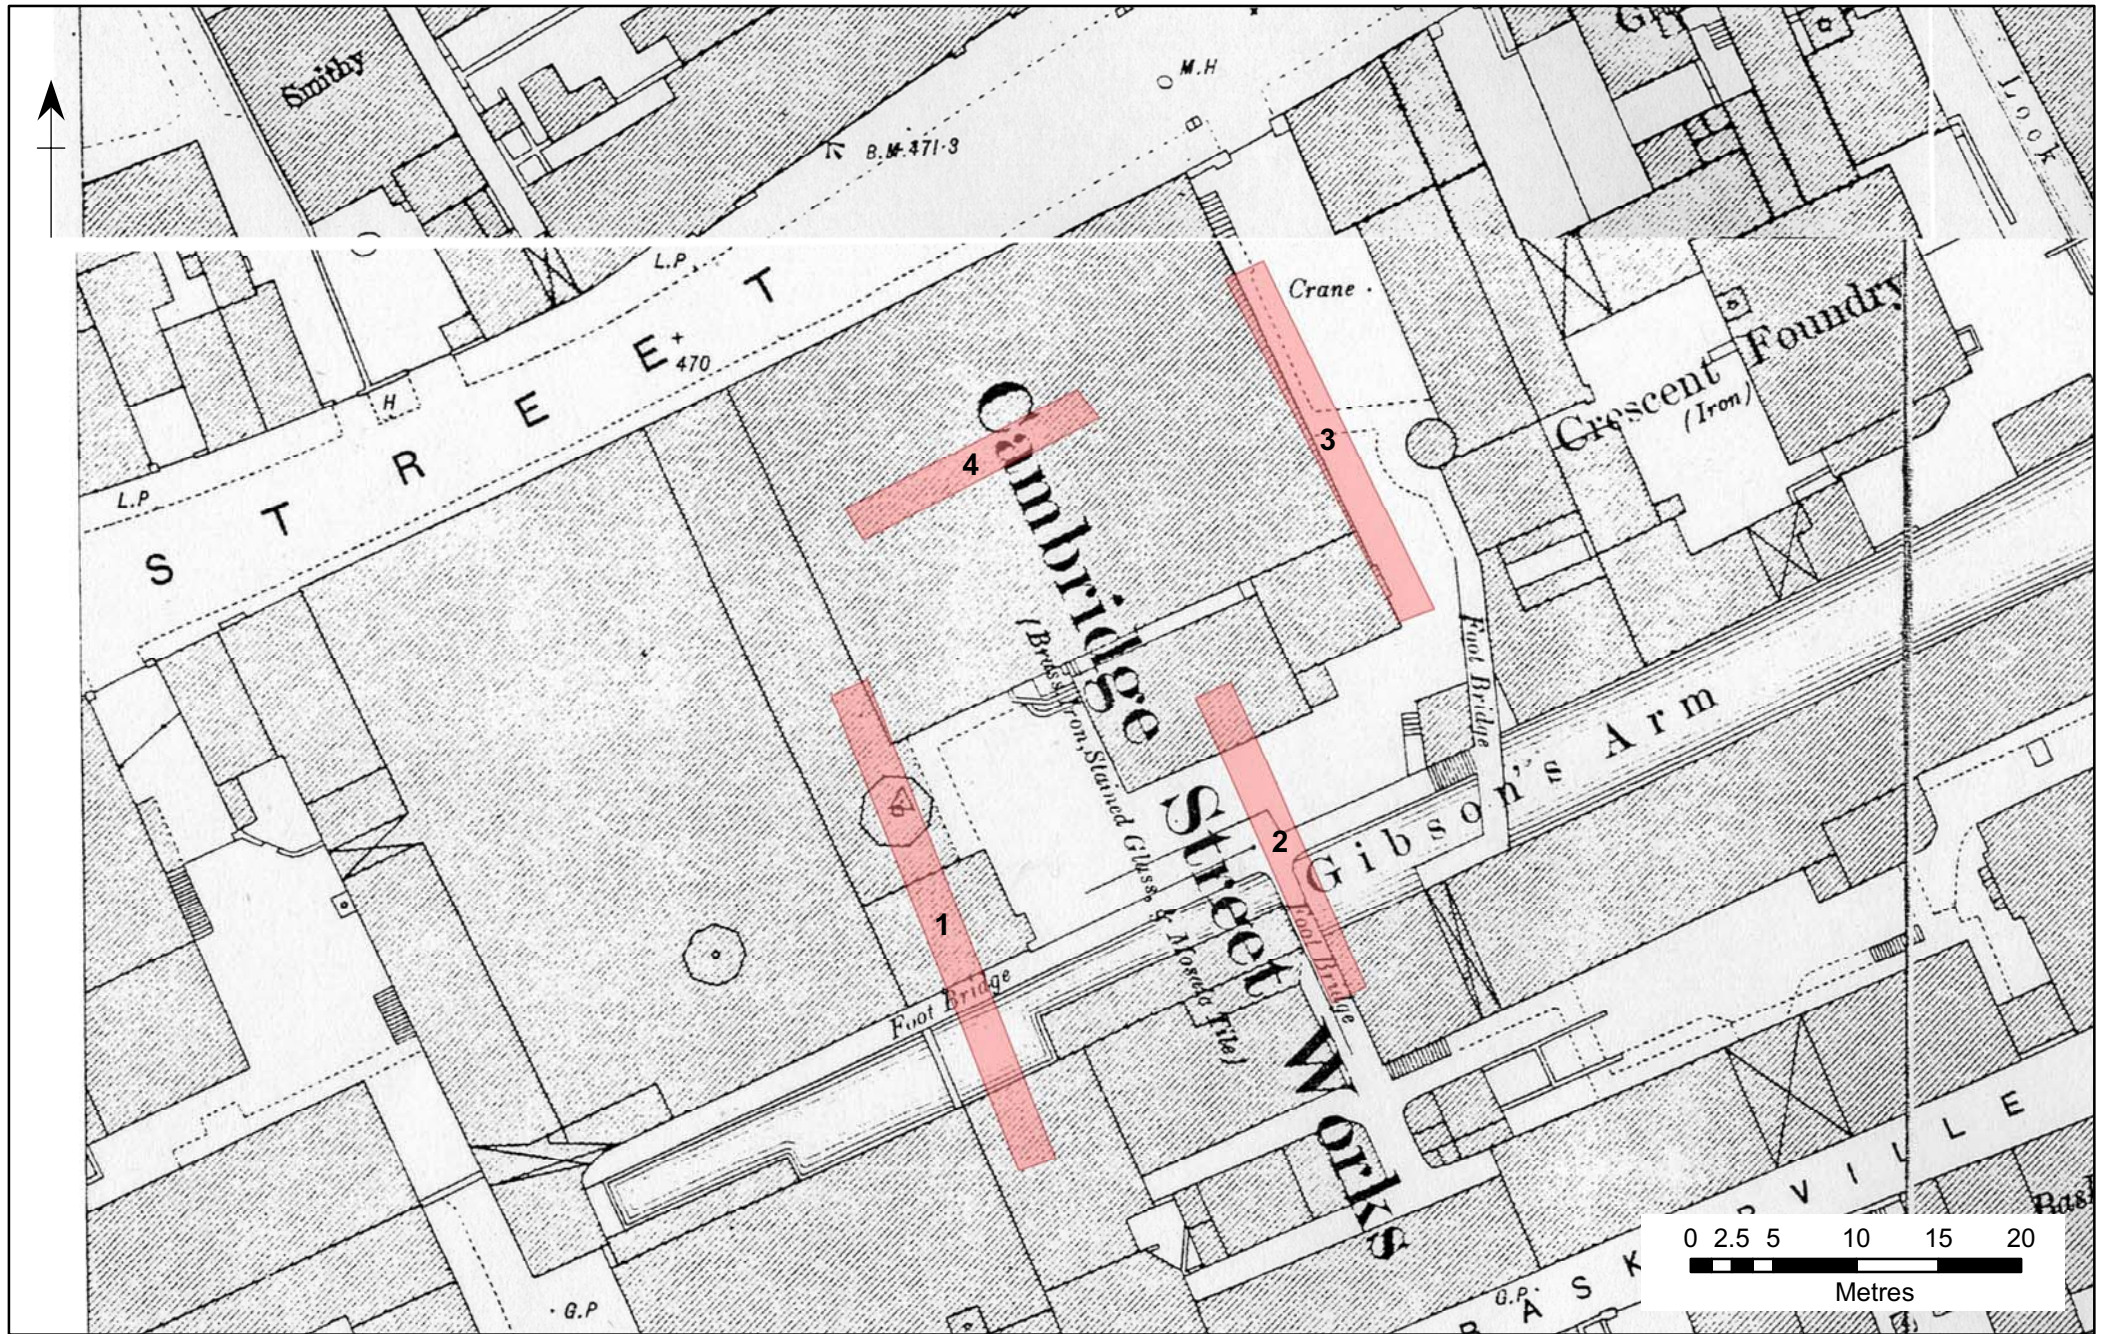 Smithy
M.H
B.M.471·3
Lock
L.P.
Crane
STREET
470
H
L.P
Crescent Foundry
(Iron)
3
4
Cambridge Street Works
(Brass, Iron, Stained Glass, & Mosaic Tile)
Foot Bridge
Gibson's Arm
2
1
Foot Bridge
Foot Bridge
G.P
G.P.
0 2.5 5 10 15 20
Metres